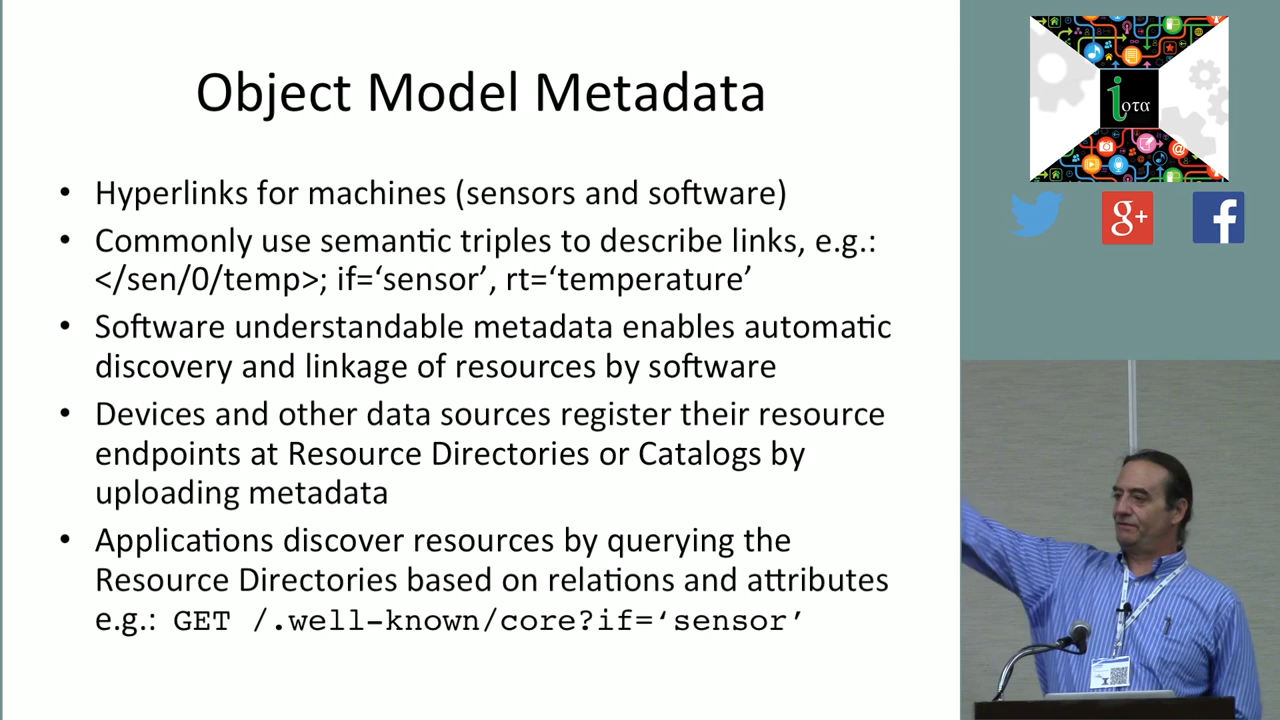 Object Model Metadata
• Hyperlinks for machines (sensors and software)
• Commonly use semantic triples to describe links, e.g.:
</sen/0/temp>; if=‘sensor’, rt=‘temperature’
• Software understandable metadata enables automatic
discovery and linkage of resources by software
• Devices and other data sources register their resource
endpoints at Resource Directories or Catalogs by
uploading metadata
• Applications discover resources by querying the
Resource Directories based on relations and attributes
e.g.: GET /.well-known/core?if=‘sensor’
iοτα
g+
f